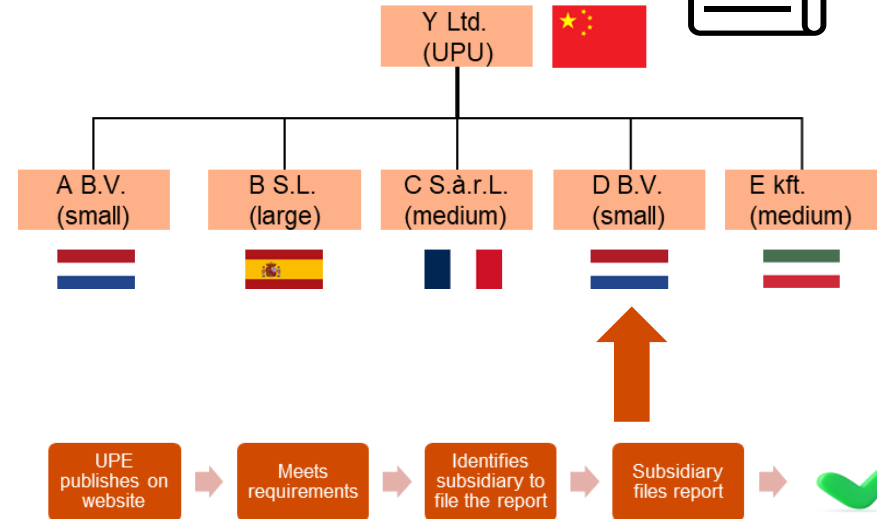 Y Ltd.
(UPU)
A B.V.
(small)
B S.L.
(large)
C S.à.r.L.
(medium)
D B.V.
(small)
E kft.
(medium)
UPE
publishes on
website
Meets
requirements
Identifies
subsidiary to
file the report
Subsidiary
files report